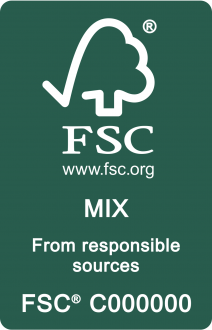 ®
FSC
www.fsc.org
MIX
From responsible
sources
FSC® C000000